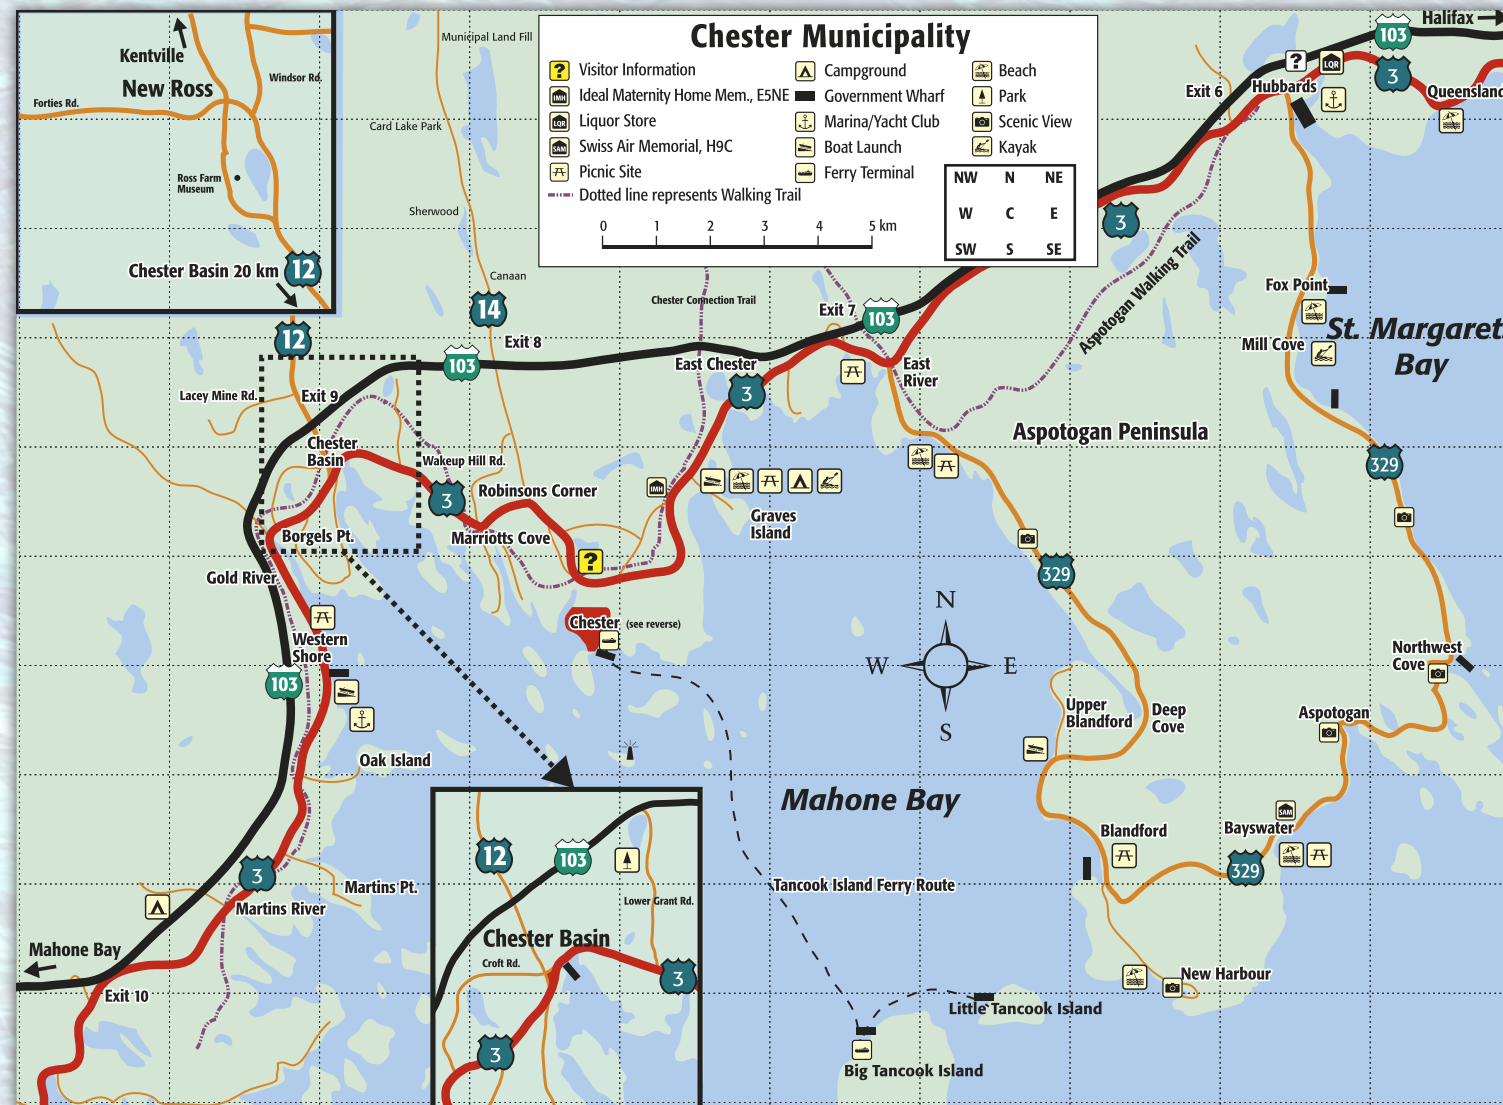 Chester Municipality
? Visitor Information
IMH Ideal Maternity Home Mem., E5NE
LQR Liquor Store
SAM Swiss Air Memorial, H9C
Picnic Site
Dotted line represents Walking Trail
Campground
Government Wharf
Marina/Yacht Club
Boat Launch
Ferry Terminal
Beach
Park
Scenic View
Kayak
NW N NE
W C E
SW S SE
0 1 2 3 4 5 km
Kentville
New Ross
Windsor Rd.
Forties Rd.
Ross Farm
Museum
Chester Basin 20 km
12
12
Municipal Land Fill
Card Lake Park
Sherwood
Canaan
14
Exit 8
103
Lacey Mine Rd.
Exit 9
Chester
Basin
Wakeup Hill Rd.
3
Robinsons Corner
Marriotts Cove
Borgels Pt.
Gold River
Western
Shore
103
Oak Island
3
Martins Pt.
Martins River
Mahone Bay
Exit 10
Chester Connection Trail
East Chester
3
Exit 7
103
East
River
IMH
Graves
Island
?
Chester
(see reverse)
Halifax
103
?
LQR
3
Hubbards
Queensland
Exit 6
3
Aspotogan Walking Trail
Fox Point
St. Margaret
Bay
Mill Cove
Aspotogan Peninsula
329
329
N
W
E
S
Northwest
Cove
Upper
Blandford
Deep
Cove
Aspotogan
Mahone Bay
SAM
Bayswater
Blandford
329
Tancook Island Ferry Route
New Harbour
Little Tancook Island
Big Tancook Island
12
103
Lower Grant Rd.
Chester Basin
Croft Rd.
3
3